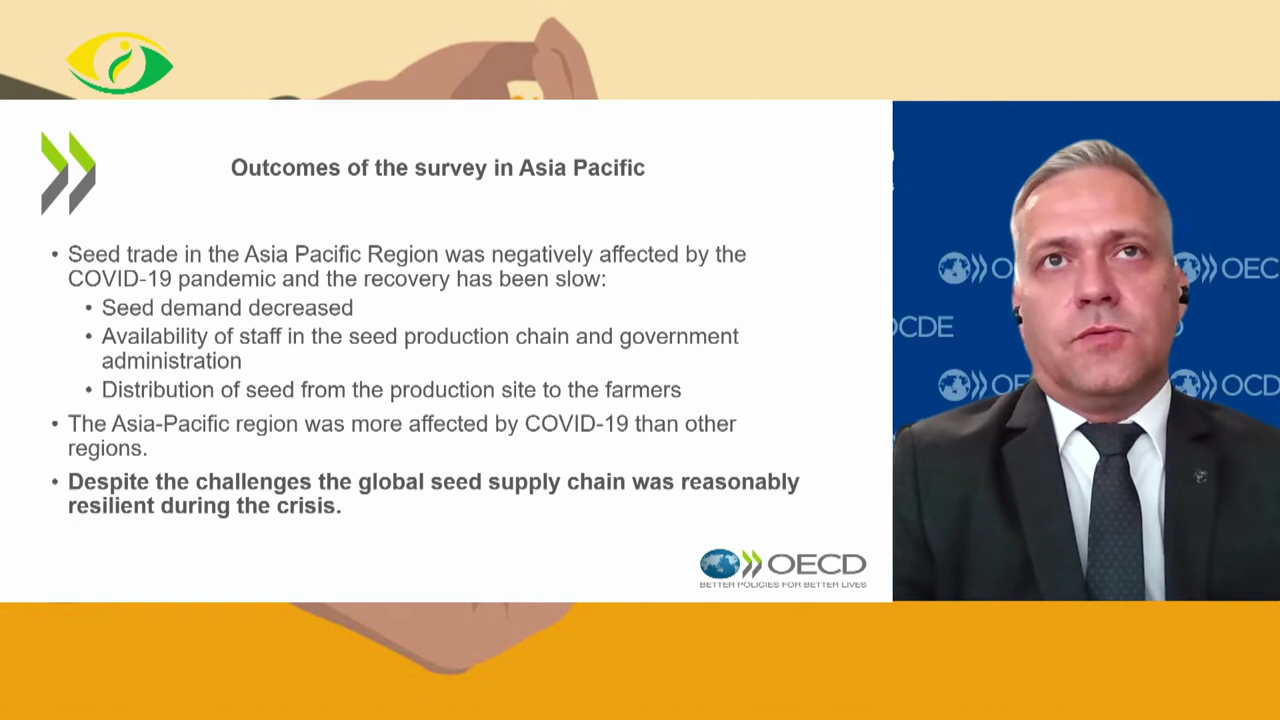 Outcomes of the survey in Asia Pacific
• Seed trade in the Asia Pacific Region was negatively affected by the
COVID-19 pandemic and the recovery has been slow:
• Seed demand decreased
• Availability of staff in the seed production chain and government
administration
• Distribution of seed from the production site to the farmers
• The Asia-Pacific region was more affected by COVID-19 than other
regions.
• Despite the challenges the global seed supply chain was reasonably
resilient during the crisis.
OECD
BETTER POLICIES FOR BETTER LIVES
OEC
OCDE
OCD